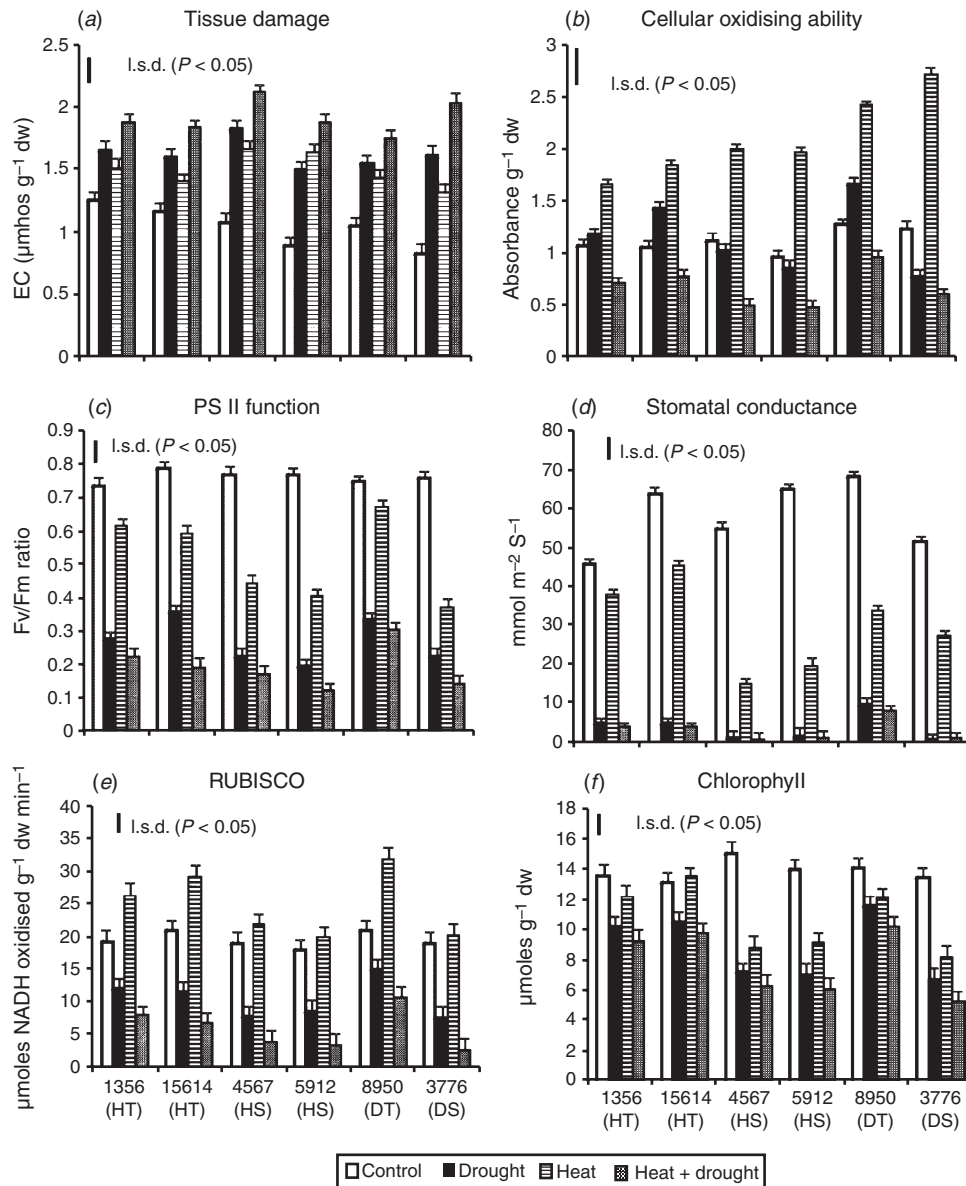 (a) Tissue damage
2.5
2
1.5
1
0.5
0
EC (µmhos g⁻¹ dw)
l.s.d. (P < 0.05)
(b) Cellular oxidising ability
3
2.5
2
1.5
1
0.5
0
Absorbance g⁻¹ dw
l.s.d. (P < 0.05)
(c) PS II function
0.9
0.8
0.7
0.6
0.5
0.4
0.3
0.2
0.1
0
Fv/Fm ratio
l.s.d. (P < 0.05)
(d) Stomatal conductance
80
70
60
50
40
30
20
10
0
mmol m⁻² S⁻¹
l.s.d. (P < 0.05)
(e) RUBISCO
40
35
30
25
20
15
10
5
0
µmoles NADH oxidised g⁻¹ dw min⁻¹
l.s.d. (P < 0.05)
1356 15614 4567 5912 8950 3776
(HT) (HT) (HS) (HS) (DT) (DS)
(f) Chlorophyll
18
16
14
12
10
8
6
4
2
0
µmoles g⁻¹ dw
l.s.d. (P < 0.05)
1356 15614 4567 5912 8950 3776
(HT) (HT) (HS) (HS) (DT) (DS)
Control Drought Heat Heat + drought